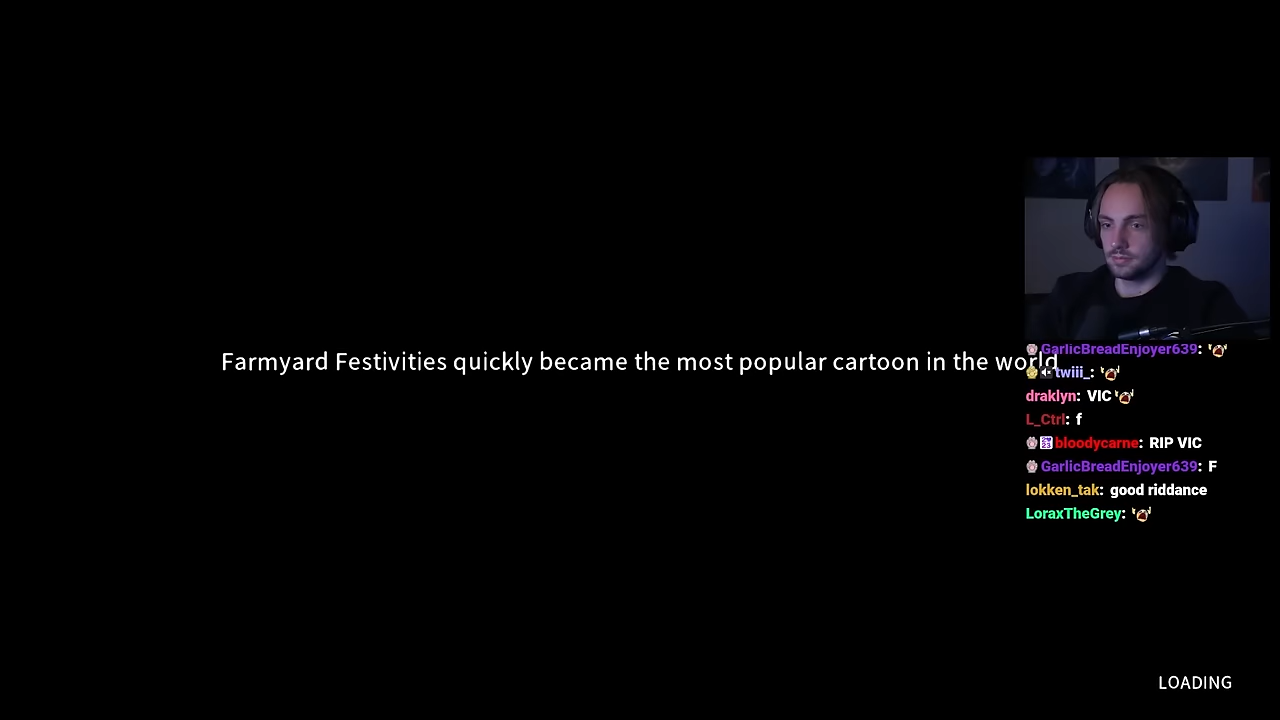 Farmyard Festivities quickly became the most popular cartoon in the world
GarlicBreadEnjoyer639:
twiii_:
draklyn: VIC
L_Ctrl: f
bloodycarne: RIP VIC
GarlicBreadEnjoyer639: F
lokken_tak: good riddance
LoraxTheGrey:
LOADING